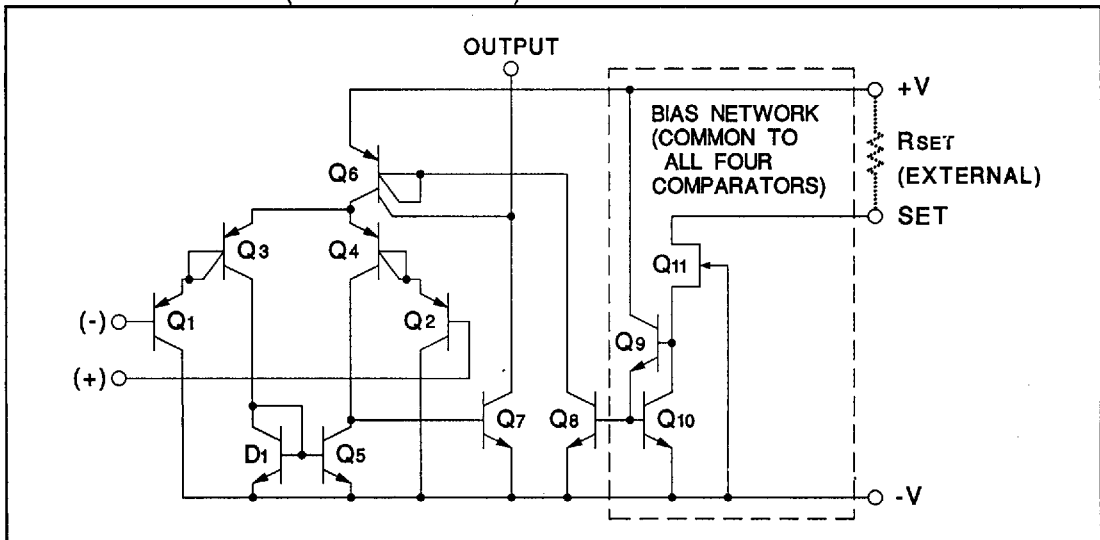 OUTPUT
+V
BIAS NETWORK
(COMMON TO
ALL FOUR
COMPARATORS)
RSET
(EXTERNAL)
SET
Q6
Q3
Q4
Q11
(-)
Q1
Q2
Q9
(+)
Q7
Q8
Q10
D1
Q5
-V